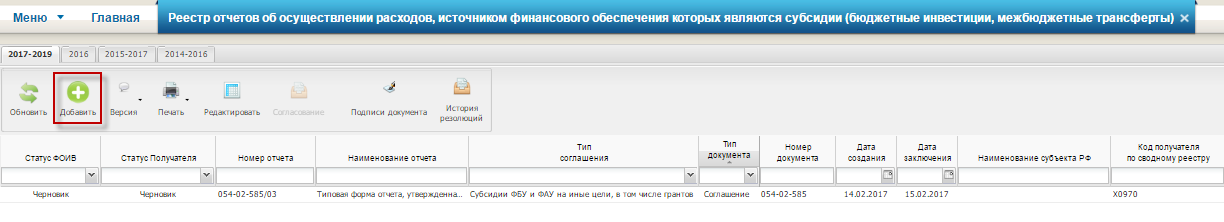 Меню Главная Реестр отчетов об осуществлении расходов, источником финансового обеспечения которых являются субсидии (бюджетные инвестиции, межбюджетные трансферты)
2017-2019 2016 2015-2017 2014-2016
Обновить Добавить Версия Печать Редактировать Согласование Подписи документа История
резолюций
Статус ФОИВ Статус Получателя Номер отчета Наименование отчета Тип
соглашения Тип
документа Номер
документа Дата
создания Дата
заключения Наименование субъекта РФ Код получателя
по сводному реестру
Черновик Черновик 054-02-585/03 Типовая форма отчета, утвержденна... Субсидии ФБУ и ФАУ на иные цели, в том числе грантов Соглашение 054-02-585 14.02.2017 15.02.2017 X0970